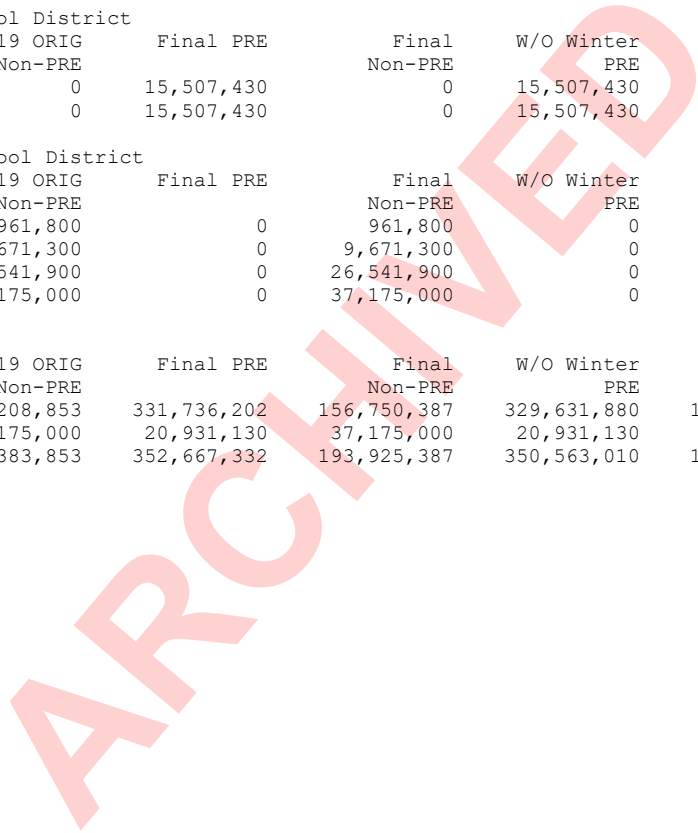 ol District
19 ORIG Final PRE Final W/O Winter
Non-PRE Non-PRE PRE
0 15,507,430 0 15,507,430
0 15,507,430 0 15,507,430
ool District
19 ORIG Final PRE Final W/O Winter
Non-PRE Non-PRE PRE
961,800 0 961,800 0
671,300 0 9,671,300 0
541,900 0 26,541,900 0
175,000 0 37,175,000 0
19 ORIG Final PRE Final W/O Winter
Non-PRE Non-PRE PRE
208,853 331,736,202 156,750,387 329,631,880 1
175,000 20,931,130 37,175,000 20,931,130
383,853 352,667,332 193,925,387 350,563,010 1
ARCHIVED